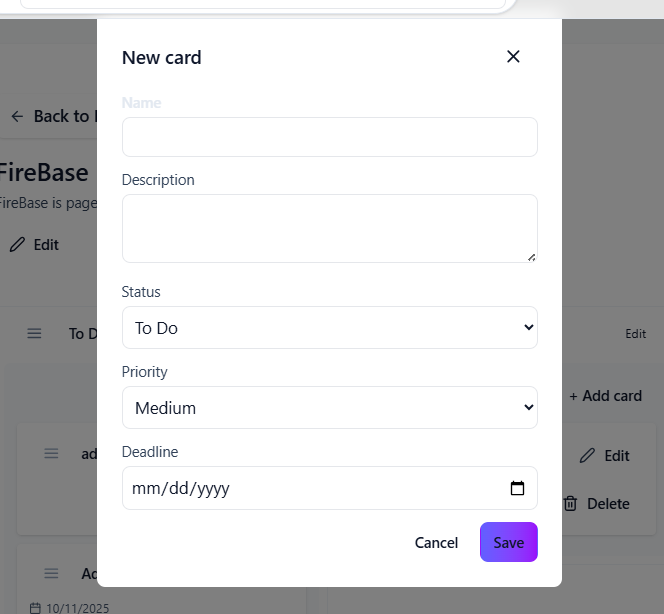 New card
Name
Back to
Description
FireBase
FireBase is page
Edit
Status
To Do
To D
Edit
Priority
Medium
+ Add card
Deadline
ad
Edit
mm/dd/yyyy
Delete
Cancel
Save
Ad
10/11/2025